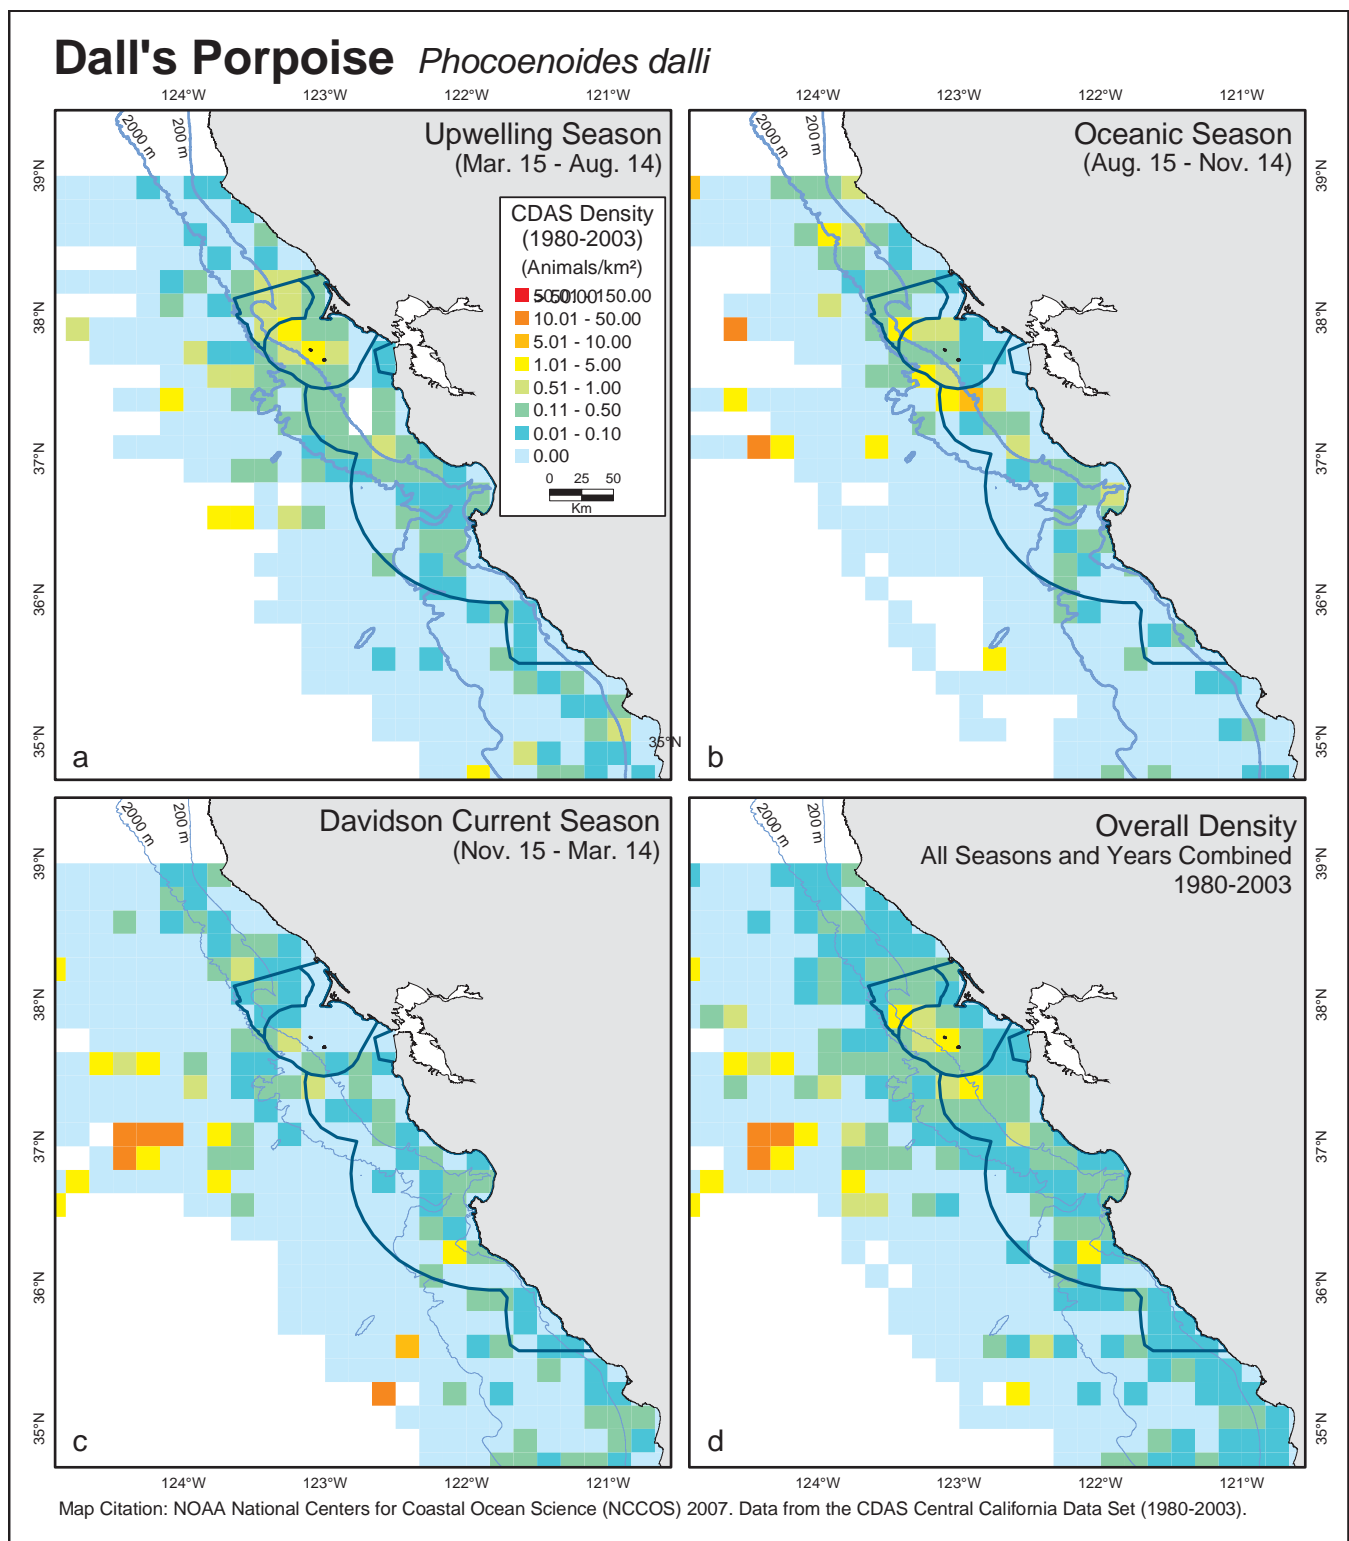 Dall's Porpoise Phocoenoides dalli
124°W 123°W 122°W 121°W 124°W 123°W 122°W 121°W
2000 m 200 m
Upwelling Season
(Mar. 15 - Aug. 14)
CDAS Density
(1980-2003)
(Animals/km²)
10.01 - 50.00
5.01 - 10.00
1.01 - 5.00
0.51 - 1.00
0.11 - 0.50
0.01 - 0.10
0.00
0 25 50
Km
39°N
38°N
37°N
36°N
35°N
35°N
a
2000 m 200 m
Oceanic Season
(Aug. 15 - Nov. 14)
39°N
38°N
37°N
36°N
35°N
b
2000 m 200 m
Davidson Current Season
(Nov. 15 - Mar. 14)
39°N
38°N
37°N
36°N
35°N
c
2000 m 200 m
Overall Density
All Seasons and Years Combined
1980-2003
39°N
38°N
37°N
36°N
35°N
d
124°W 123°W 122°W 121°W 124°W 123°W 122°W 121°W
Map Citation: NOAA National Centers for Coastal Ocean Science (NCCOS) 2007. Data from the CDAS Central California Data Set (1980-2003).